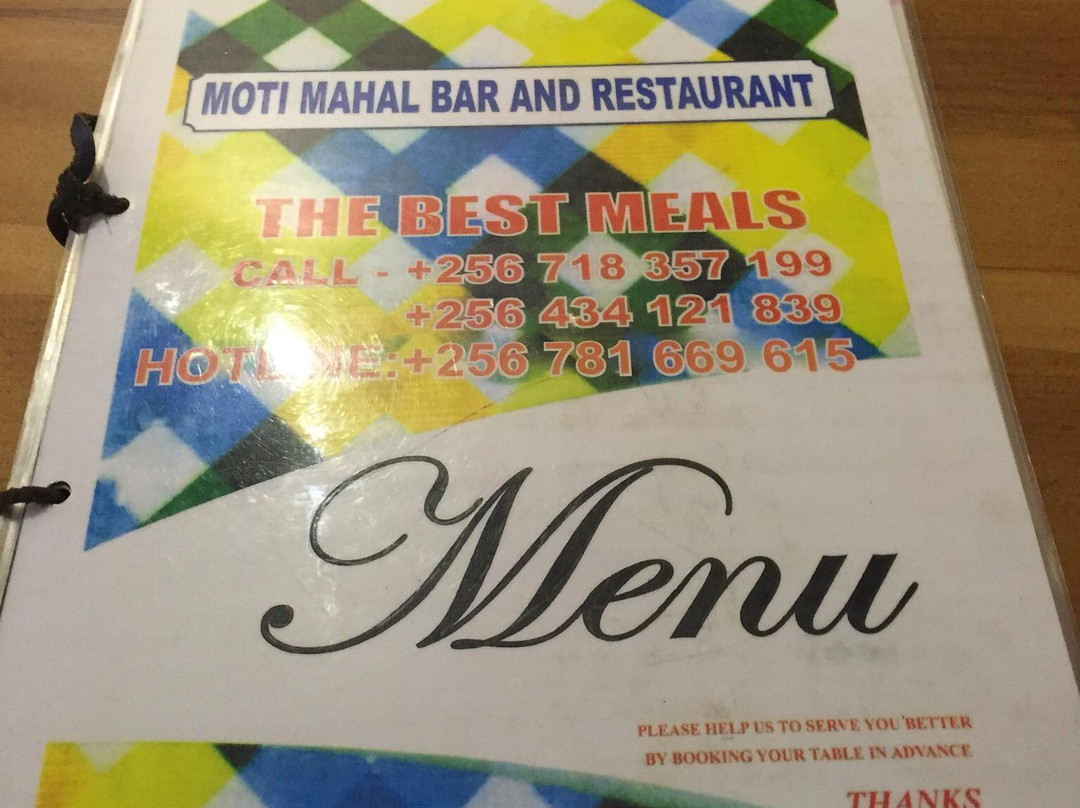 MOTI MAHAL BAR AND RESTAURANT
THE BEST MEALS
CALL - +256 718 357 199
+256 434 121 839
HOTLINE:+256 781 669 615
Menu
PLEASE HELP US TO SERVE YOU BETTER
BY BOOKING YOUR TABLE IN ADVANCE
THANKS